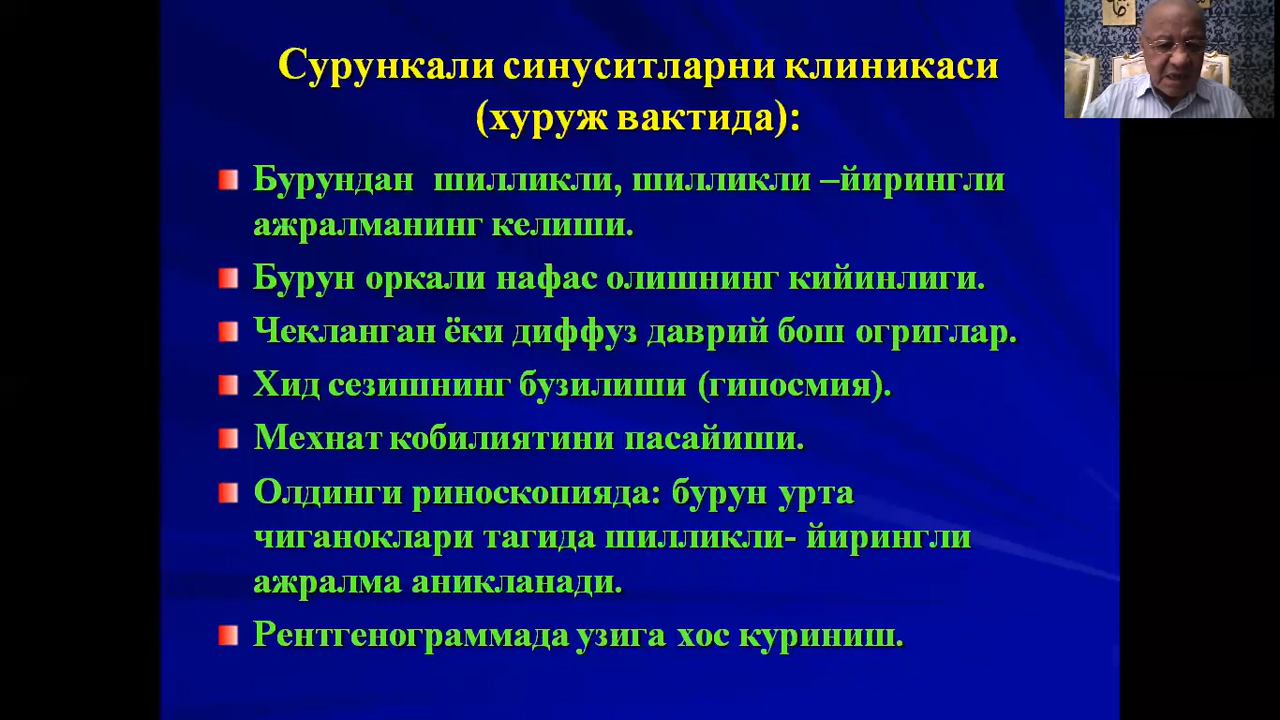 Сурункали синуситларни клиникаси
(хуруж вактида):
Бурундан шилликли, шилликли –йирингли
ажралманинг келиши.
Бурун оркали нафас олишнинг кийинлиги.
Чекланган ёки диффуз даврий бош огриглар.
Хид сезишнинг бузилиши (гипосмия).
Мехнат кобилиятини пасайиши.
Олдинги риноскопияда: бурун урта
чиганоклари тагида шилликли- йирингли
ажралма аникланади.
Рентгенограммада узига хос куриниш.